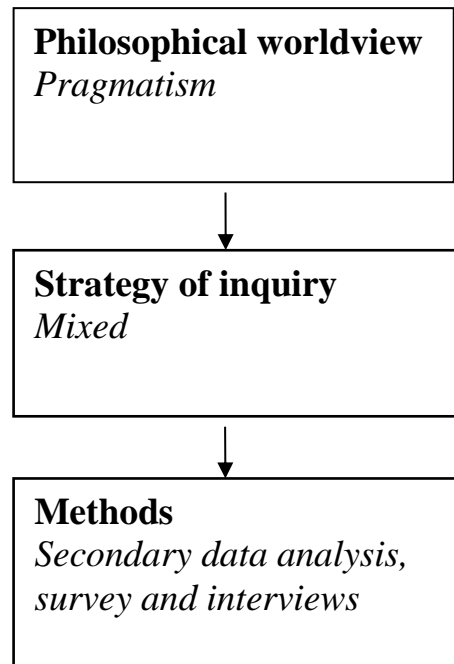 Philosophical worldview
Pragmatism
Strategy of inquiry
Mixed
Methods
Secondary data analysis,
survey and interviews